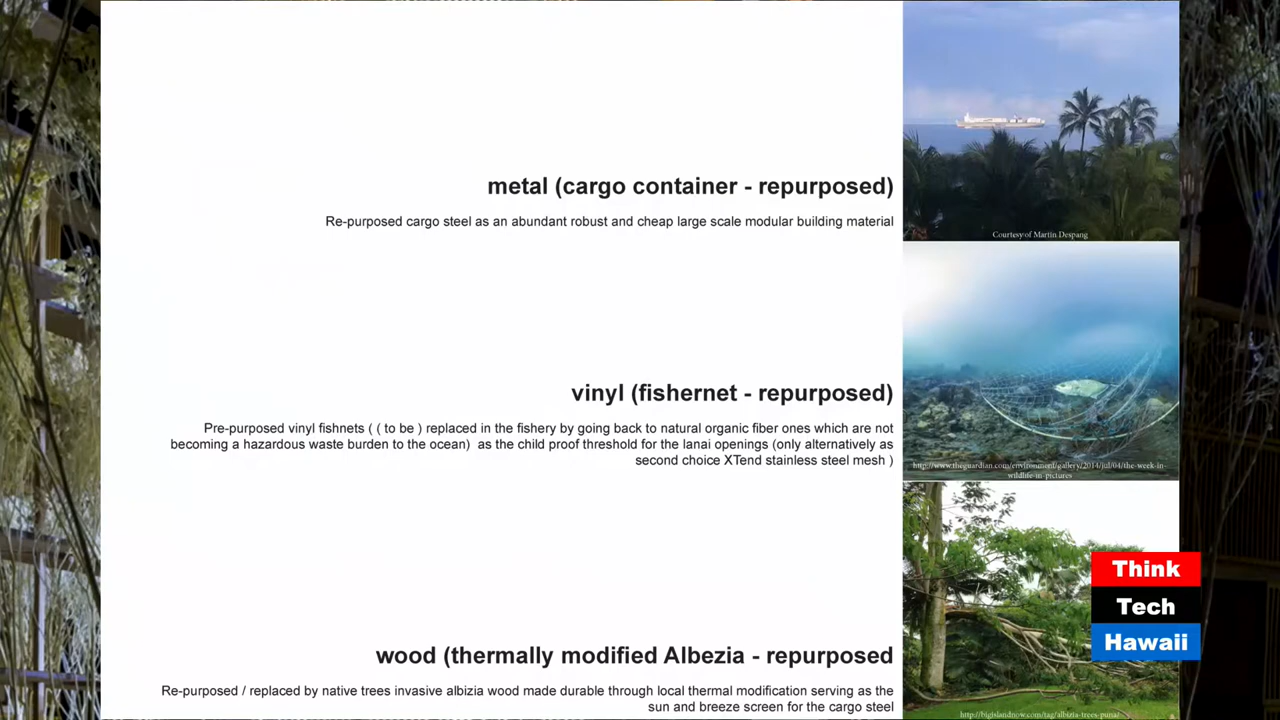 metal (cargo container - repurposed)
Re-purposed cargo steel as an abundant robust and cheap large scale modular building material
Courtesy of Martin Despang
vinyl (fishernet - repurposed)
Pre-purposed vinyl fishnets ( ( to be ) replaced in the fishery by going back to natural organic fiber ones which are not
becoming a hazardous waste burden to the ocean)  as the child proof threshold for the lanai openings (only alternatively as
second choice XTend stainless steel mesh )
http://www.theguardian.com/environment/gallery/2014/jul/04/the-week-in-
wildlife-in-pictures
Think
Tech
Hawaii
wood (thermally modified Albezia - repurposed
Re-purposed / replaced by native trees invasive albizia wood made durable through local thermal modification serving as the
sun and breeze screen for the cargo steel
http://bigislandnow.com/tag/albizia-trees-puna/